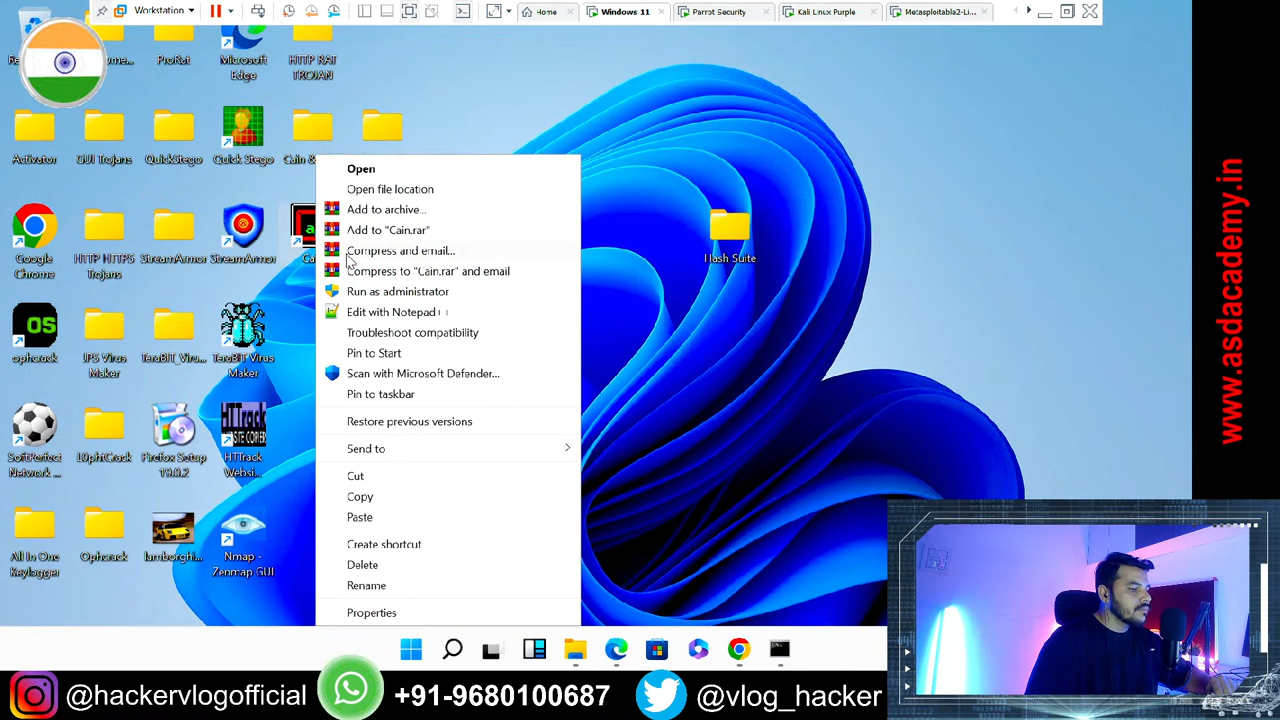 Workstation
Home
Windows 11
Parrot Security
Kali Linux Purple
Metasploitable2-Li...
ProRat
Microsoft
Edge
HTTP RAT
TROJAN
Activator
GUI Trojans
QuickStego
Quick Stego
Cain &
Google
Chrome
HTTP HTTPS
Trojans
StreamArmor
StreamArmor
Ca
Hash Suite
OS
ophcrack
JPS Virus
Maker
TeraBIT_Viru...
TeraBIT Virus
Maker
SoftPerfect
Network ...
L0phtCrack
Firefox Setup
19.0.2
HTTrack
HTTrack
Websi...
All In One
Keylogger
Ophcrack
lamborghi...
Nmap -
Zenmap GUI
Open
Open file location
Add to archive...
Add to "Cain.rar"
Compress and email...
Compress to "Cain.rar" and email
Run as administrator
Edit with Notepad++
Troubleshoot compatibility
Pin to Start
Scan with Microsoft Defender...
Pin to taskbar
Restore previous versions
Send to
Cut
Copy
Paste
Create shortcut
Delete
Rename
Properties
www.asdacademy.in
@hackervlogofficial
+91-9680100687
@vlog_hacker